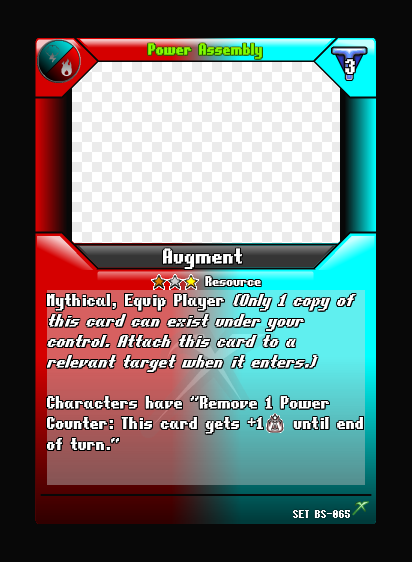 Power Assembly
3
Augment
Resource
Mythical, Equip Player (Only 1 copy of
this card can exist under your
control. Attach this card to a
relevant target when it enters.)
Characters have "Remove 1 Power
Counter: This card gets +1 until end
of turn."
SET BS-065